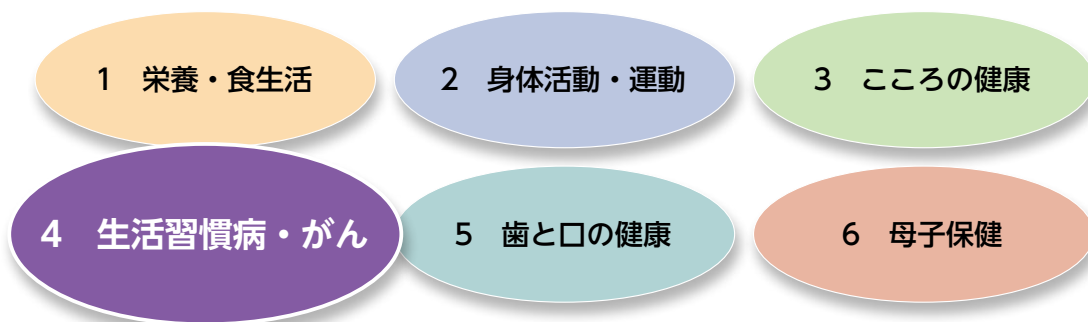 1　栄養・食生活
2　身体活動・運動
3　こころの健康
4　生活習慣病・がん
5　歯と口の健康
6　母子保健